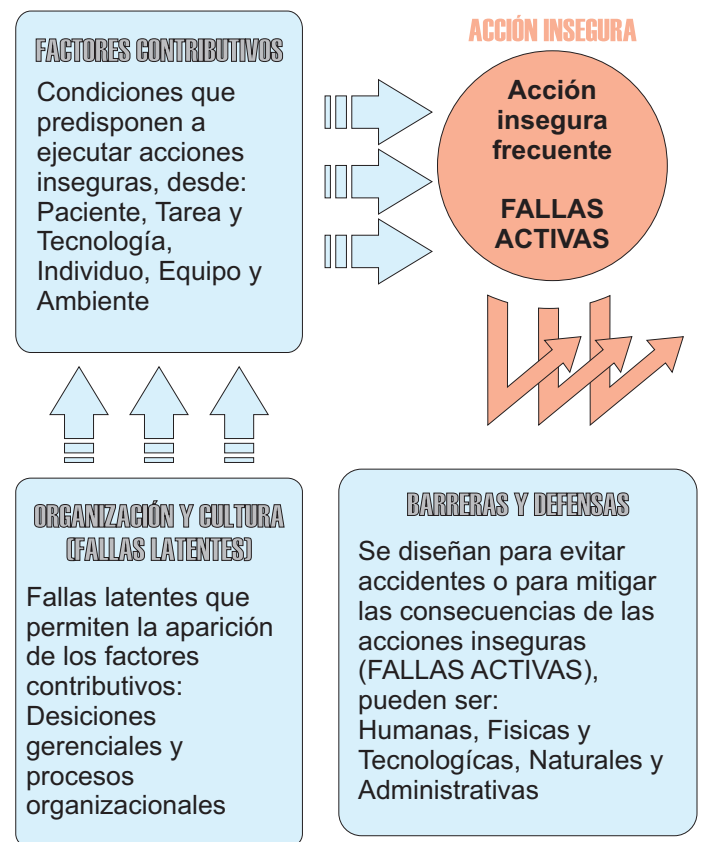 FACTORES CONTRIBUTIVOS
Condiciones que
predisponen a
ejecutar acciones
inseguras, desde:
Paciente, Tarea y
Tecnología,
Individuo, Equipo y
Ambiente
ACCIÓN INSEGURA
Acción
insegura
frecuente
FALLAS
ACTIVAS
ORGANIZACIÓN Y CULTURA
(FALLAS LATENTES)
Fallas latentes que
permiten la aparición
de los factores
contributivos:
Desiciones
gerenciales y
procesos
organizacionales
BARRERAS Y DEFENSAS
Se diseñan para evitar
accidentes o para mitigar
las consecuencias de las
acciones inseguras
(FALLAS ACTIVAS),
pueden ser:
Humanas, Fisicas y
Tecnologícas, Naturales y
Administrativas